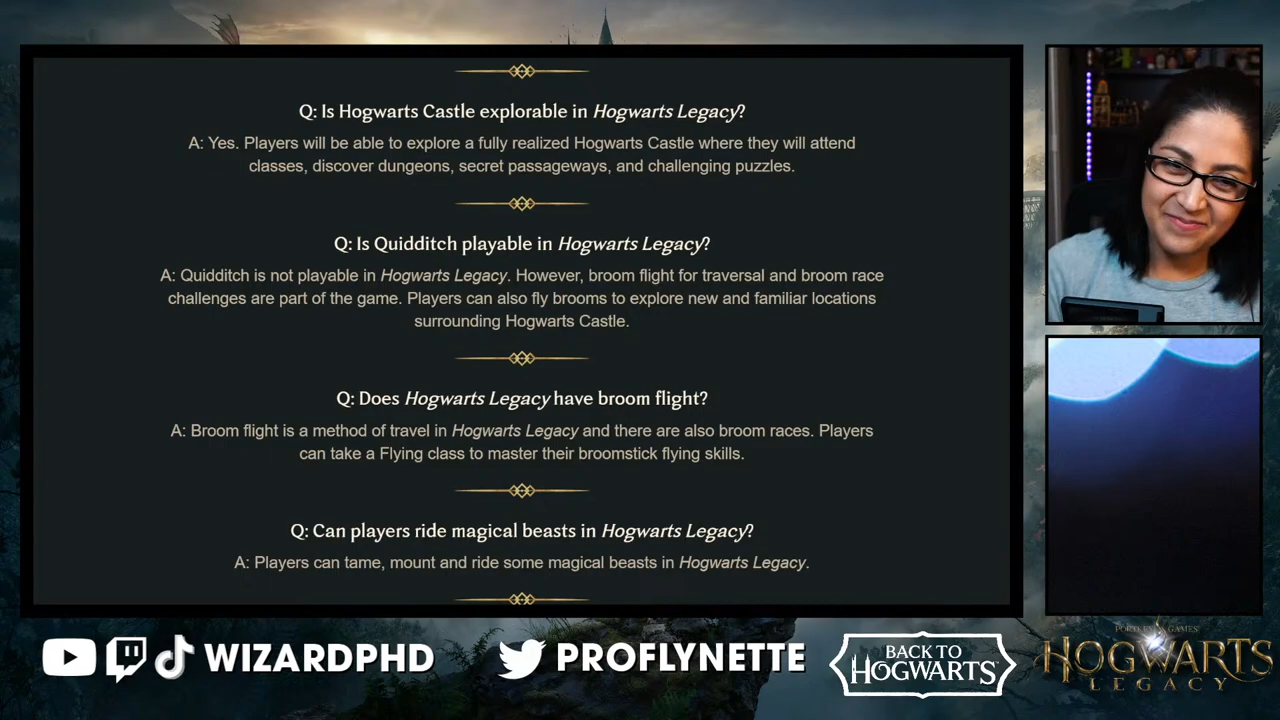 Q: Is Hogwarts Castle explorable in Hogwarts Legacy?
A: Yes. Players will be able to explore a fully realized Hogwarts Castle where they will attend
classes, discover dungeons, secret passageways, and challenging puzzles.
Q: Is Quidditch playable in Hogwarts Legacy?
A: Quidditch is not playable in Hogwarts Legacy. However, broom flight for traversal and broom race
challenges are part of the game. Players can also fly brooms to explore new and familiar locations
surrounding Hogwarts Castle.
Q: Does Hogwarts Legacy have broom flight?
A: Broom flight is a method of travel in Hogwarts Legacy and there are also broom races. Players
can take a Flying class to master their broomstick flying skills.
Q: Can players ride magical beasts in Hogwarts Legacy?
A: Players can tame, mount and ride some magical beasts in Hogwarts Legacy.
WIZARDPHD
PROFLYNETTE
BACK TO
HOGWARTS
PORTKEY GAMES
HOGWARTS
LEGACY